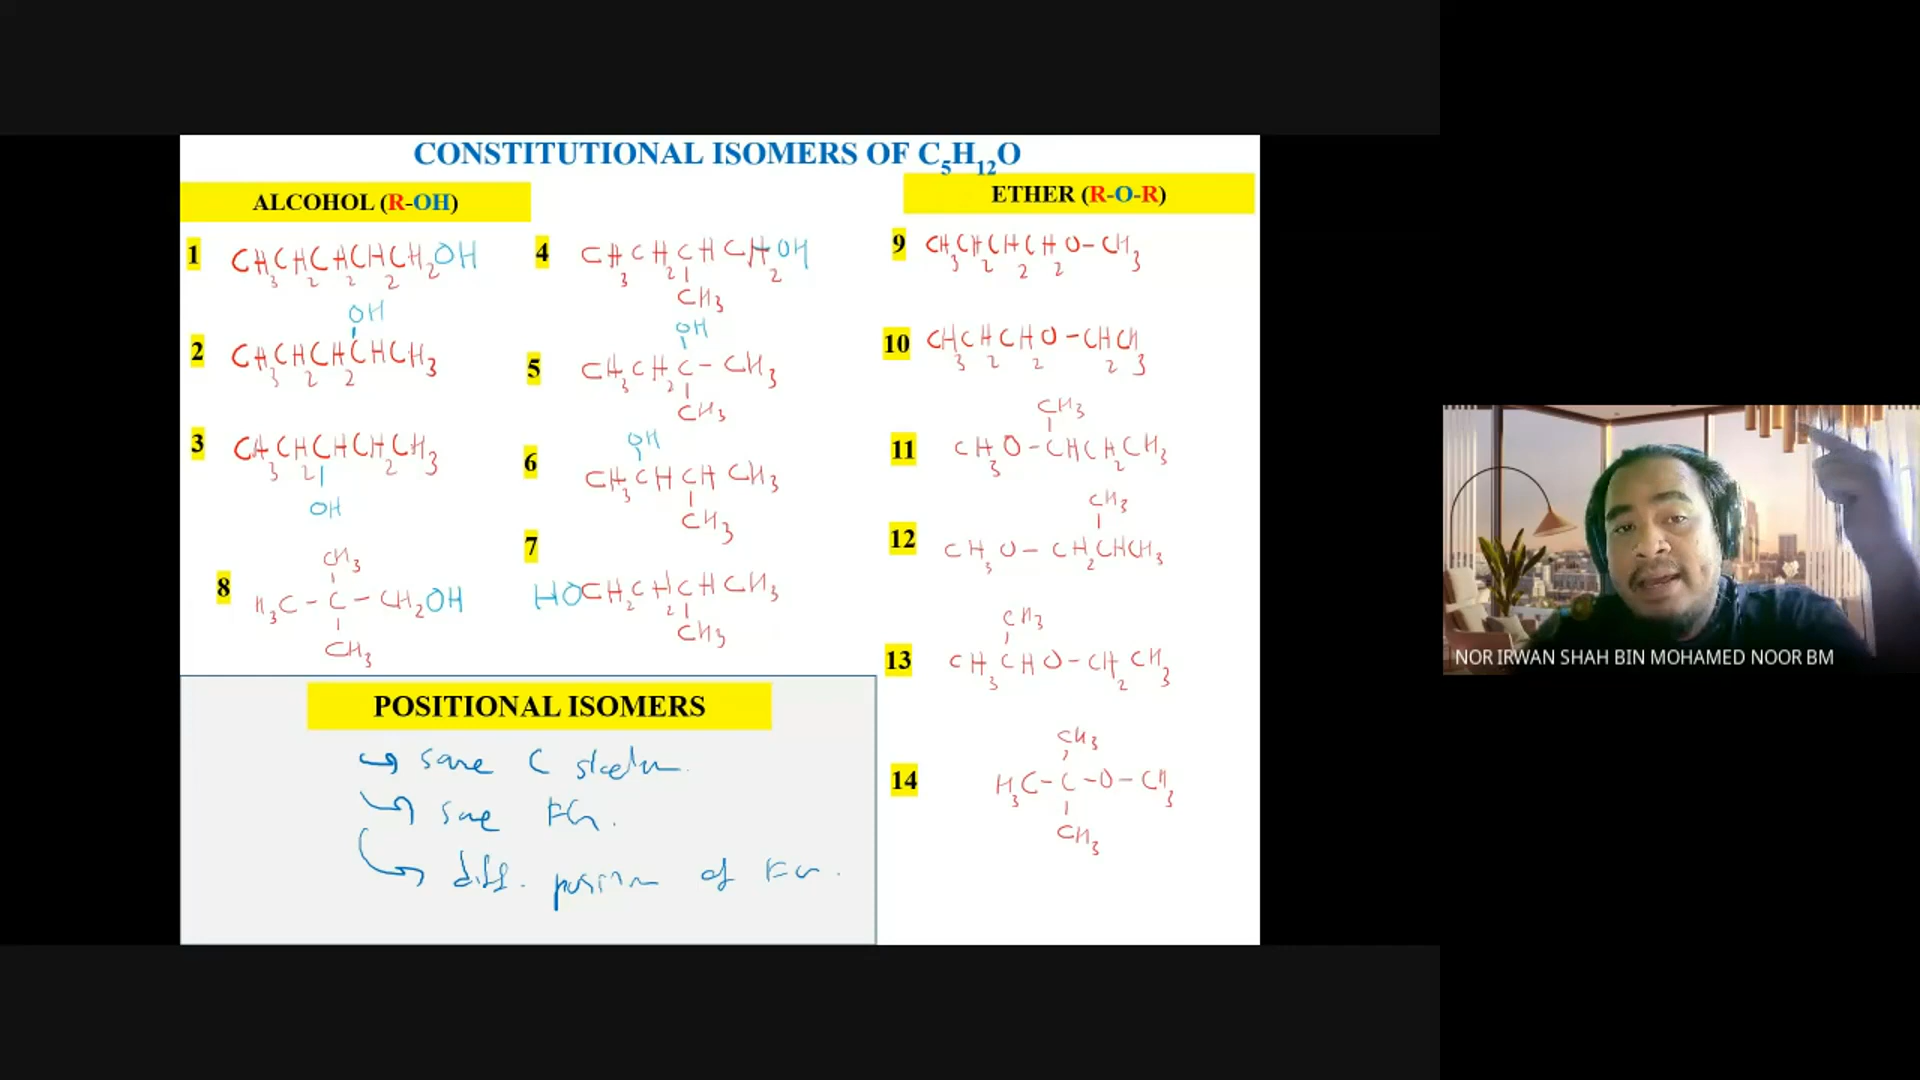 CONSTITUTIONAL ISOMERS OF C5H12O
ALCOHOL (R-OH)
1 CH3CH2CH2CH2CH2OH
OH
2 CH3CH2CH2CHCH3
3 CH3CH2CHCH2CH3
OH
CH3
8 H3C-C-CH2OH
CH3
4 CH3CH2CHCH2OH
CH3
OH
5 CH3CH2C-CH3
CH3
OH
6 CH3CHCHCH3
CH3
7
HOCH2CH2CHCH3
CH3
ETHER (R-O-R)
9 CH3CH2CH2CH2O-CH3
10 CH3CH2CH2O-CH2CH3
CH3
11 CH3O-CHCH2CH3
CH3
12 CH3O-CH2CHCH3
CH3
13 CH3CHO-CH2CH3
CH3
14 H3C-C-O-CH3
CH3
POSITIONAL ISOMERS
same C
same FG.
diff. position of FG.
NOR IRWAN SHAH BIN MOHAMED NOOR BM